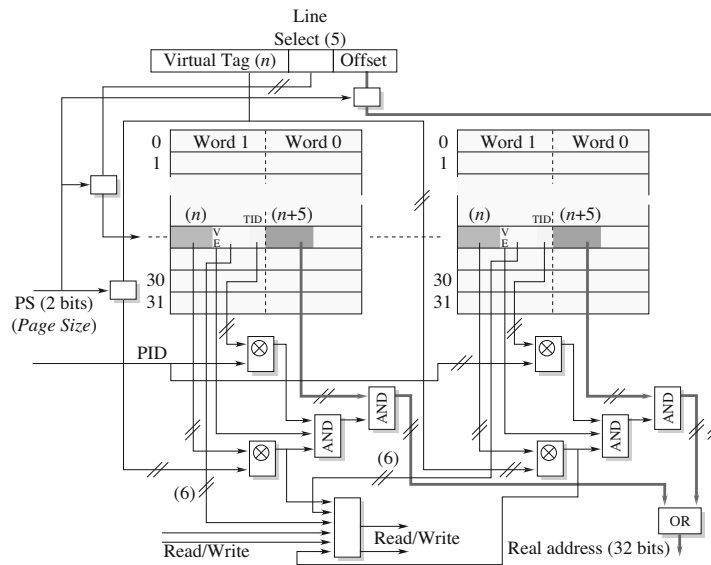 Line
Select (5)
Virtual Tag (n) Offset
0 Word 1 Word 0
1
(n) TID (n+5)
V
E
30
31
0 Word 1 Word 0
1
(n) TID (n+5)
V
E
30
31
PS (2 bits)
(Page Size)
PID
AND
AND
AND
AND
(6)
(6)
Read/Write
Read/Write
OR
Real address (32 bits)